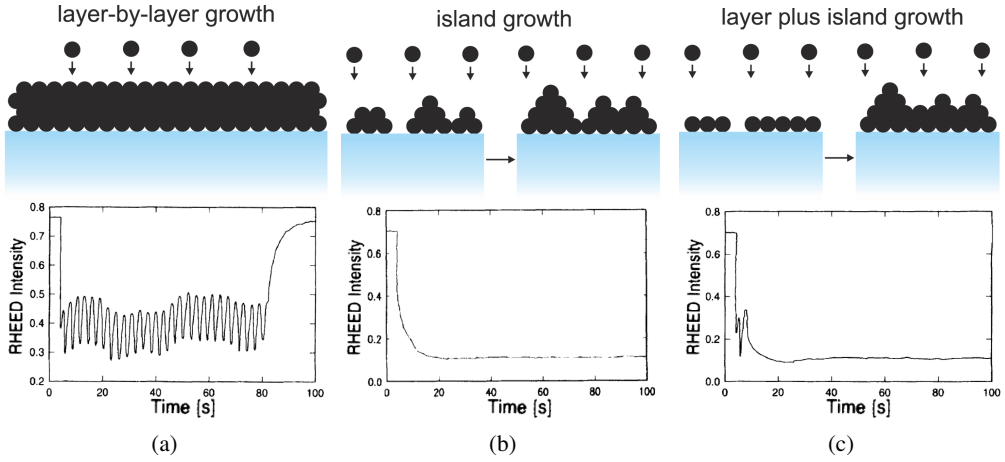 layer-by-layer growth
island growth
layer plus island growth
0.8
0.7
0.6
0.5
0.4
0.3
0.2
RHEED Intensity
0 20 40 60 80 100
Time [s]
0.8
0.6
0.4
0.2
0.0
RHEED Intensity
0 20 40 60 80 100
Time [s]
0.8
0.6
0.4
0.2
0.0
RHEED Intensity
0 20 40 60 80 100
Time [s]
(a)
(b)
(c)